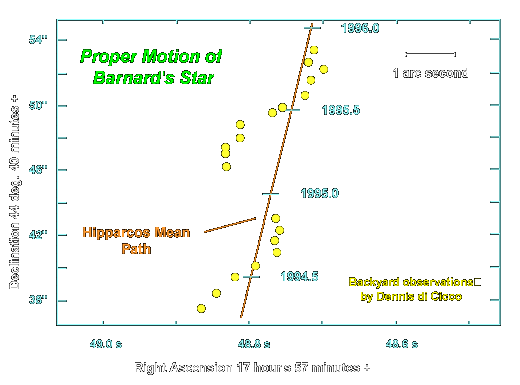 Proper Motion of
Barnard's Star
1996.0
1 arc second
1995.5
1995.0
Hipparcos Mean
Path
1994.5
Backyard observations
by Dennis di Cicco
54"
50"
46"
42"
38"
Declination +4 deg. 40 minutes +
49.0 s
48.8 s
48.6 s
Right Ascension 17 hours 57 minutes +